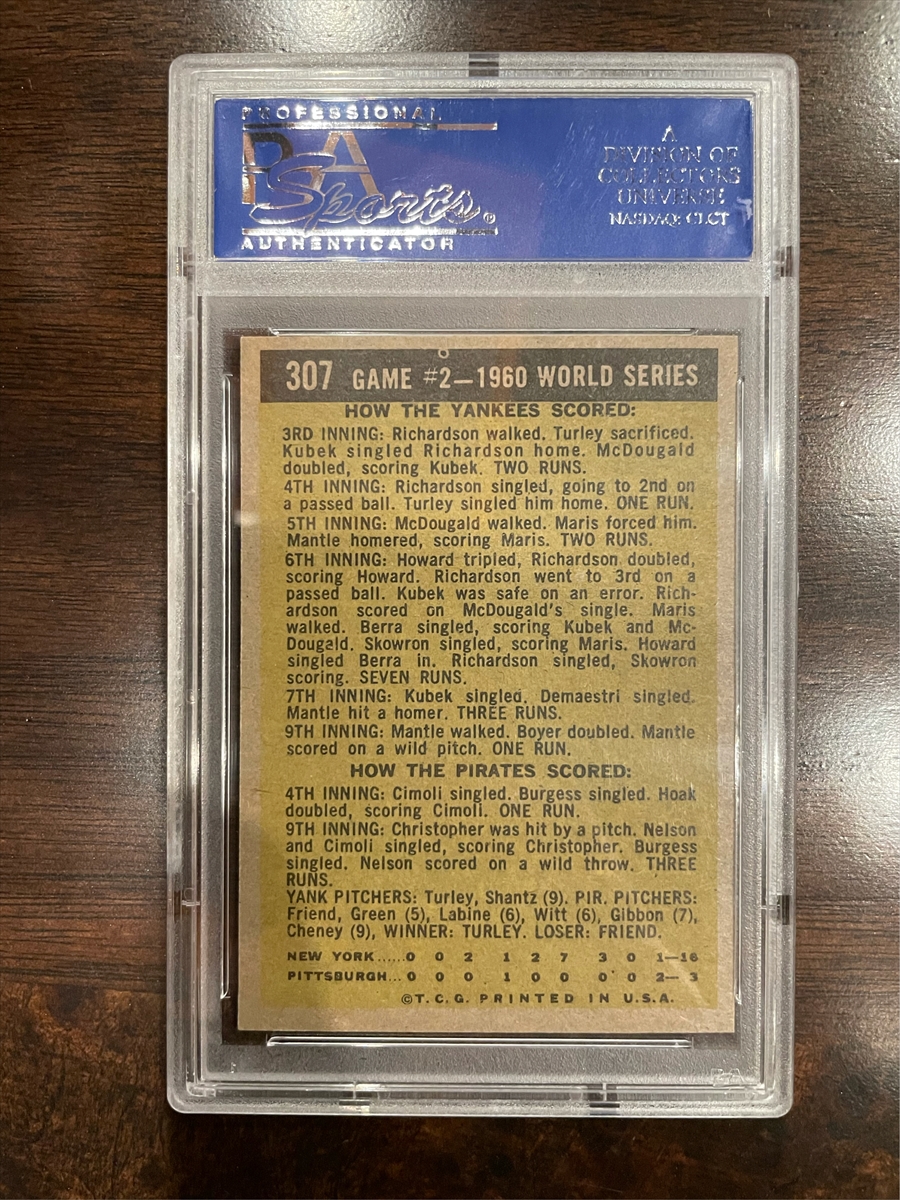 PROFESSIONAL
PSA
Sports
AUTHENTICATOR
A
DIVISION OF
COLLECTORS
UNIVERSE
NASDAQ: CLCT
307 GAME #2—1960 WORLD SERIES
HOW THE YANKEES SCORED:
3RD INNING: Richardson walked. Turley sacrificed.
Kubek singled Richardson home. McDougald
doubled, scoring Kubek. TWO RUNS.
4TH INNING: Richardson singled, going to 2nd on
a passed ball. Turley singled him home. ONE RUN.
5TH INNING: McDougald walked. Maris forced him.
Mantle homered, scoring Maris. TWO RUNS.
6TH INNING: Howard tripled, Richardson doubled,
scoring Howard. Richardson went to 3rd on a
passed ball. Kubek was safe on an error. Rich-
ardson scored on McDougald's single. Maris
walked. Berra singled, scoring Kubek and Mc-
Dougald. Skowron singled, scoring Maris. Howard
singled Berra in. Richardson singled, Skowron
scoring. SEVEN RUNS.
7TH INNING: Kubek singled. Demaestri singled.
Mantle hit a homer. THREE RUNS.
9TH INNING: Mantle walked. Boyer doubled. Mantle
scored on a wild pitch. ONE RUN.
HOW THE PIRATES SCORED:
4TH INNING: Cimoli singled. Burgess singled. Hoak
doubled, scoring Cimoli. ONE RUN.
9TH INNING: Christopher was hit by a pitch. Nelson
and Cimoli singled, scoring Christopher. Burgess
singled. Nelson scored on a wild throw. THREE
RUNS.
YANK PITCHERS: Turley, Shantz (9). PIR. PITCHERS:
Friend, Green (5), Labine (6), Witt (6), Gibbon (7),
Cheney (9), WINNER: TURLEY. LOSER: FRIEND.
NEW YORK......0 0 2 1 2 7 3 0 1—16
PITTSBURGH...0 0 0 1 0 0 0 0 2— 3
©T.C.G. PRINTED IN U.S.A.